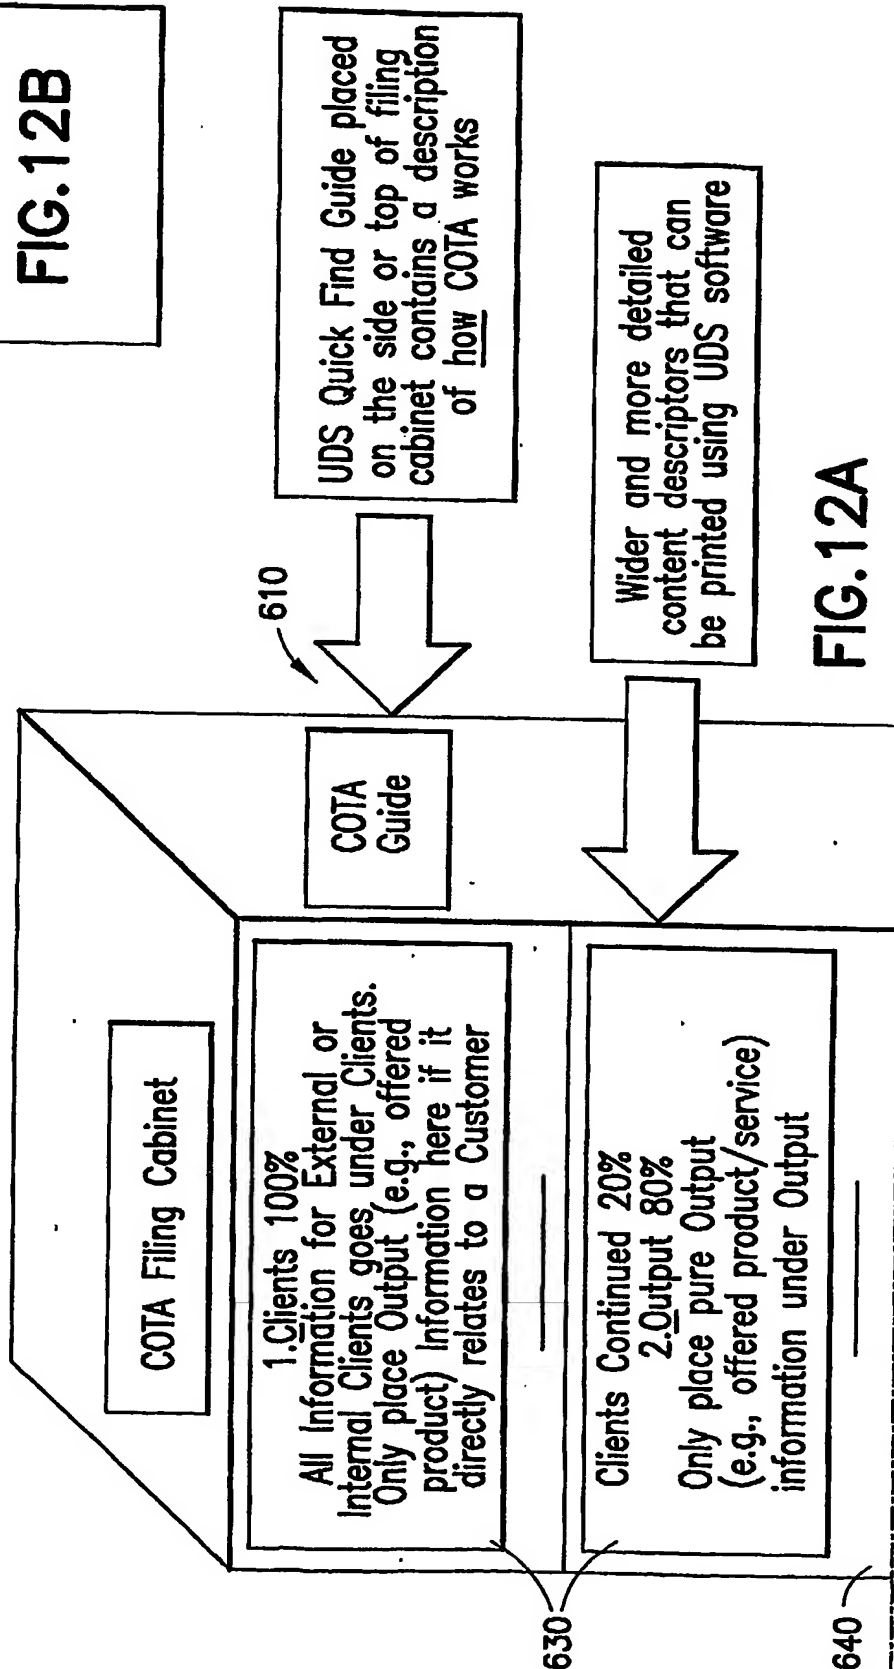 FIG.12B
UDS Quick Find Guide placed
on the side or top of filing
cabinet contains a description
of how COTA works
610
COTA
Guide
Wider and more detailed
content descriptors that can
be printed using UDS software
FIG.12A
COTA Filing Cabinet
1.Clients 100%
All Information for External or
Internal Clients goes under Clients.
Only place Output (e.g., offered
product) Information here if it
directly relates to a Customer
Clients Continued 20%
2.Output 80%
Only place pure Output
(e.g., offered product/service)
information under Output
630
640